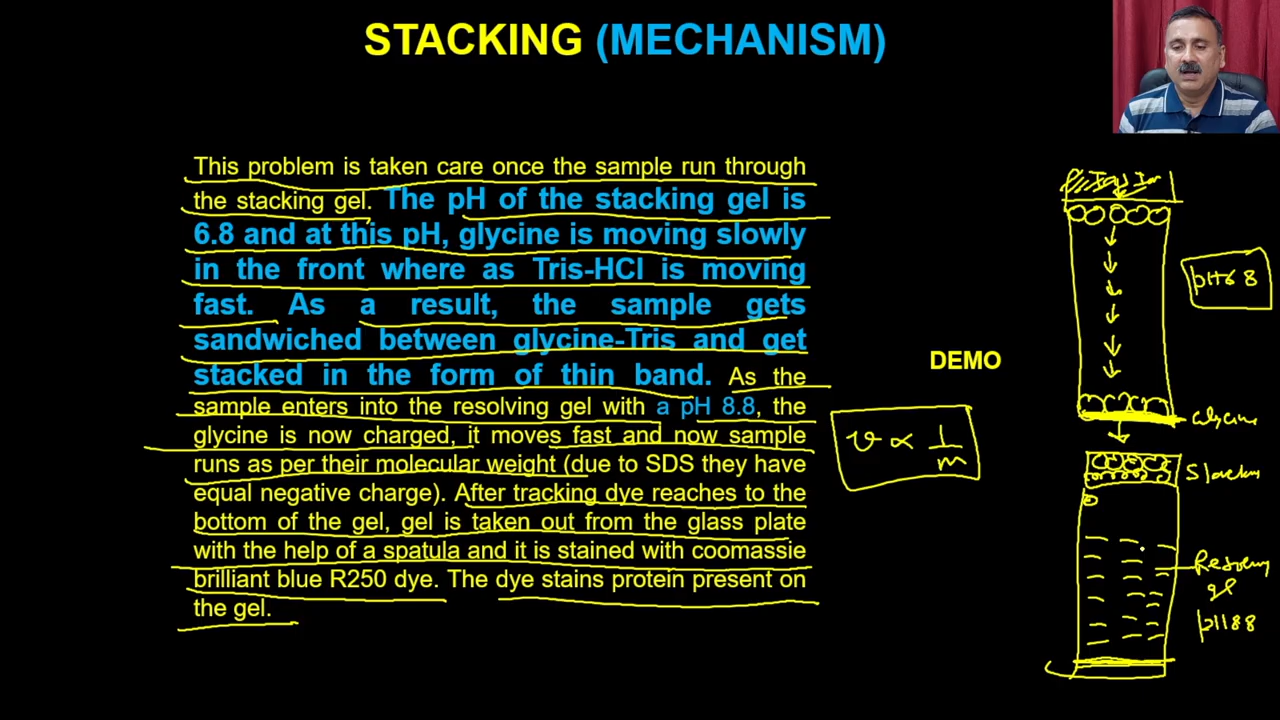 STACKING (MECHANISM)
This problem is taken care once the sample run through
the stacking gel. The pH of the stacking gel is
6.8 and at this pH, glycine is moving slowly
in the front where as Tris-HCl is moving
fast. As a result, the sample gets
sandwiched between glycine-Tris and get
stacked in the form of thin band. As the
sample enters into the resolving gel with a pH 8.8, the
glycine is now charged, it moves fast and now sample
runs as per their molecular weight (due to SDS they have
equal negative charge). After tracking dye reaches to the
bottom of the gel, gel is taken out from the glass plate
with the help of a spatula and it is stained with coomassie
brilliant blue R250 dye. The dye stains protein present on
the gel.
DEMO
v ∝ 1/m
pH 6 8
Glycine
gel
pH 8 8